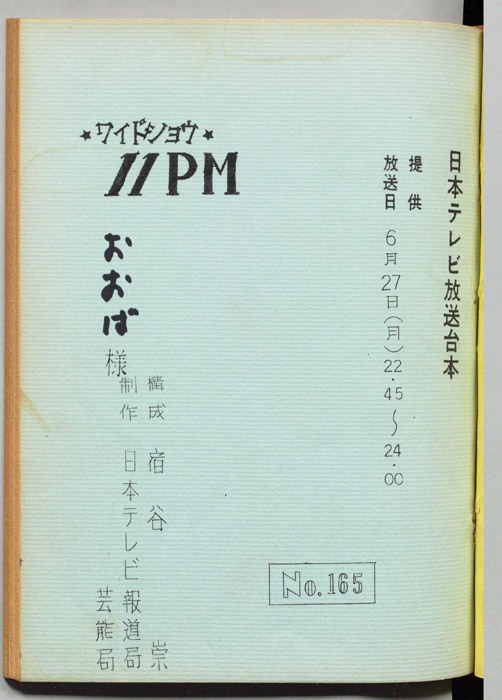 日本テレビ放送台本
提供
放送日 6月27日(月)22.45～24.00
★ワイドショウ★
11PM
おおば様
構成 宿谷 崇
制作 日本テレビ報道局
芸能局
No.165